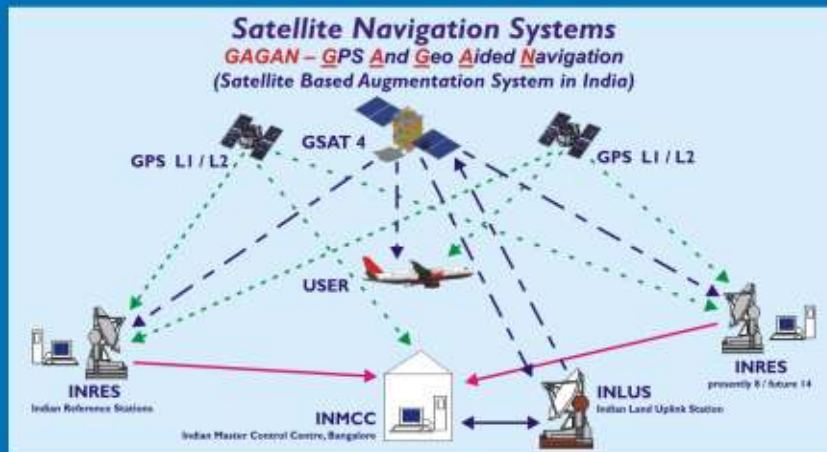 Satellite Navigation Systems
GAGAN – GPS And Geo Aided Navigation
(Satellite Based Augmentation System in India)
GPS L1 / L2
GSAT 4
GPS L1 / L2
USER
INRES
Indian Reference Stations
INRES
presently 8 / future 14
INMCC
Indian Master Control Centre, Bangalore
INLUS
Indian Land Uplink Station